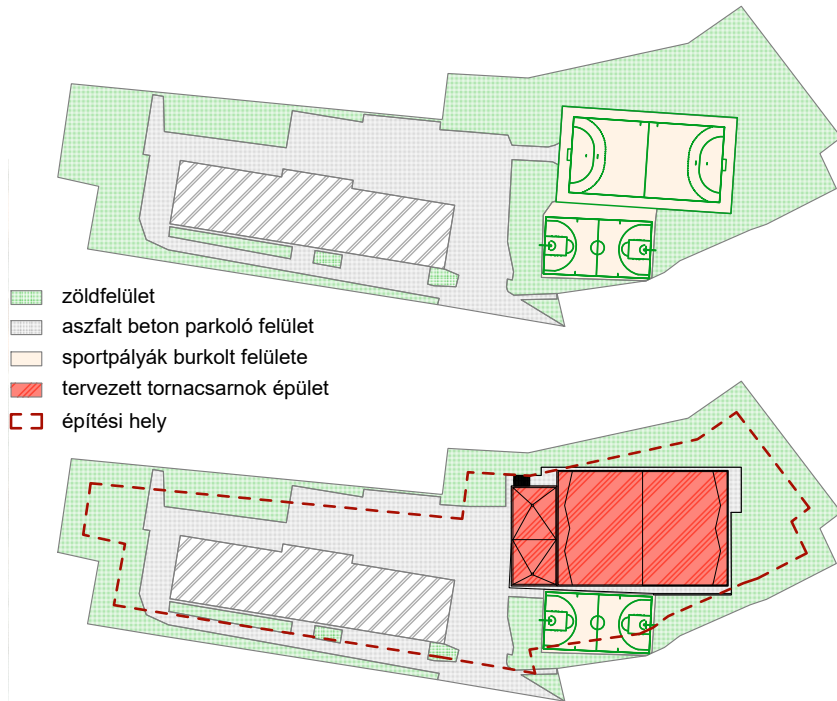 zöldfelület
aszfalt beton parkoló felület
sportpályák burkolt felülete
tervezett tornacsarnok épület
építési hely